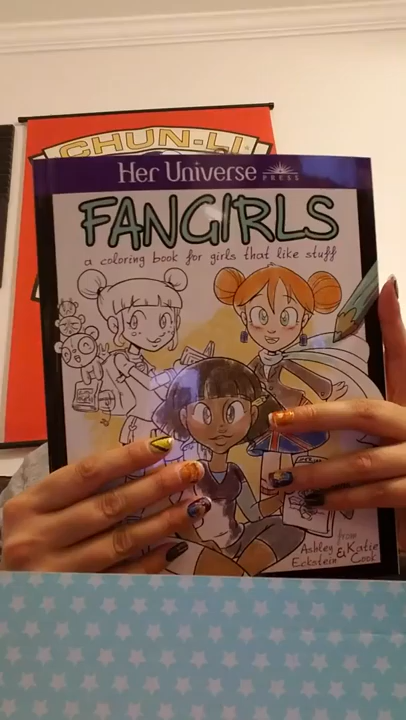 CHUN-LI
Her Universe
PRESS
FANGIRLS
a coloring book for girls that like stuff
from
Ashley & Katie
Eckstein Cook